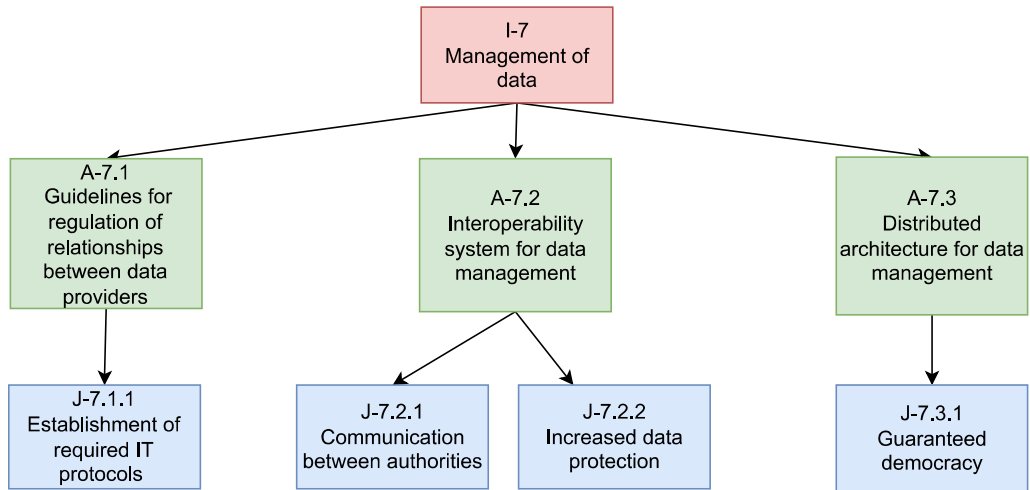 I-7
Management of
data
A-7.1
Guidelines for
regulation of
relationships
between data
providers
A-7.2
Interoperability
system for data
management
A-7.3
Distributed
architecture for data
management
J-7.1.1
Establishment of
required IT
protocols
J-7.2.1
Communication
between authorities
J-7.2.2
Increased data
protection
J-7.3.1
Guaranteed
democracy